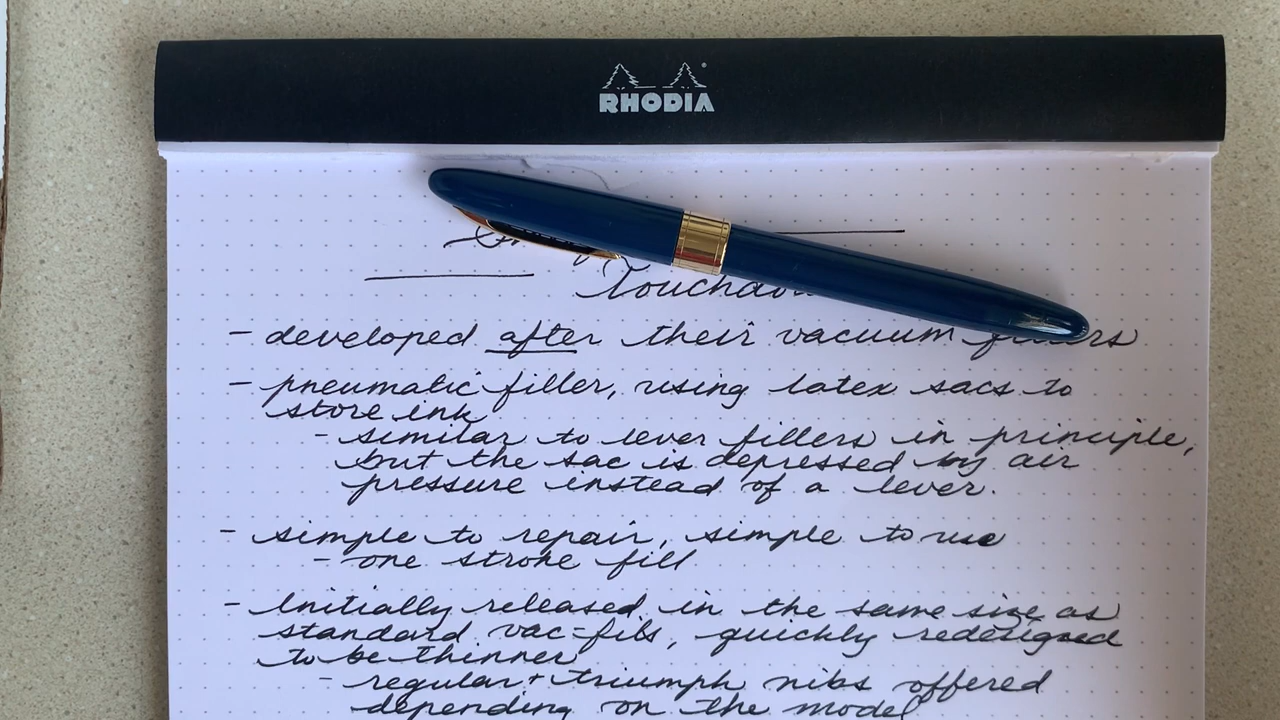 RHODIA
- developed after their vacuum fillers
- pneumatic filler, using latex sacs to
store ink
- similar to lever fillers in principle,
but the sac is depressed by air
pressure instead of a lever.
- simple to repair, simple to use
- one stroke fill
- Initially released in the same size as
standard vac-fils, quickly redesigned
to be thinner
- regular + triumph nibs offered
depending on the model